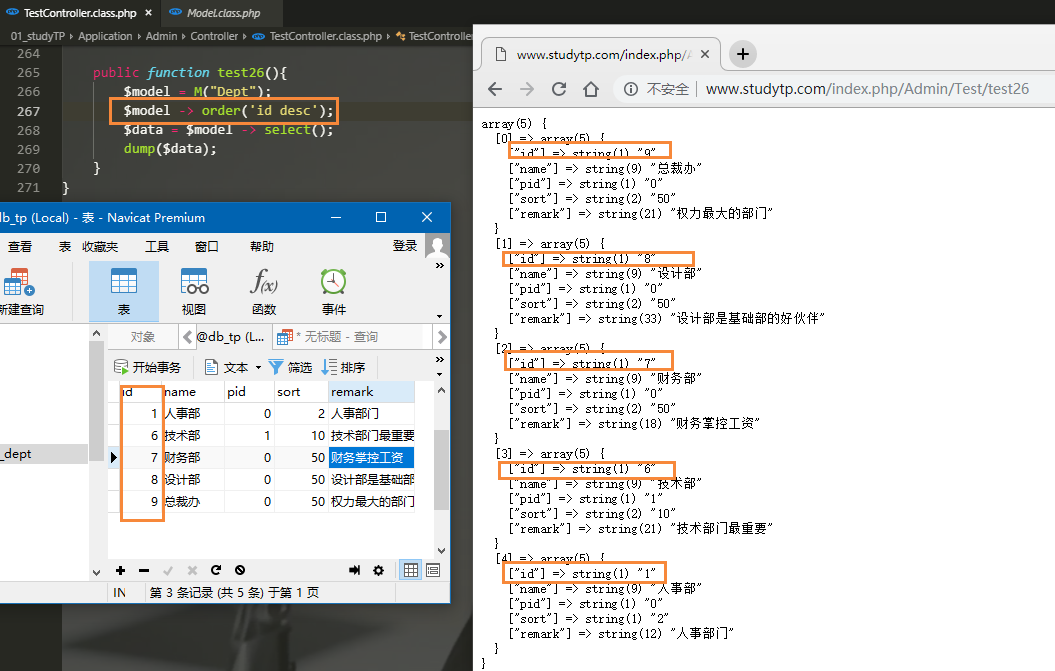 TestController.class.php × Model.class.php
01_studyTP › Application › Admin › Controller › TestController.class.php › TestController
264
265 public function test26(){
266 $model = M("Dept");
267 $model -> order('id desc');
268 $data = $model -> select();
269 dump($data);
270 }
271 }
db_tp (Local) - 表 - Navicat Premium
查看 表 收藏夹 工具 窗口 帮助 登录
新建查询 表 视图 函数 事件
f(x)
对象 @db_tp (L... * 无标题 - 查询
开始事务 文本 筛选 排序
id name pid sort remark
1 人事部 0 2 人事部门
6 技术部 1 10 技术部门最重要
7 财务部 0 50 财务掌控工资
8 设计部 0 50 设计部是基础部
9 总裁办 0 50 权力最大的部门
_dept
IN 第 3 条记录 (共 5 条) 于第 1 页
www.studytp.com/index.php/A ×
不安全 | www.studytp.com/index.php/Admin/Test/test26
array(5) {
[0] => array(5) {
["id"] => string(1) "9"
["name"] => string(9) "总裁办"
["pid"] => string(1) "0"
["sort"] => string(2) "50"
["remark"] => string(21) "权力最大的部门"
}
[1] => array(5) {
["id"] => string(1) "8"
["name"] => string(9) "设计部"
["pid"] => string(1) "0"
["sort"] => string(2) "50"
["remark"] => string(33) "设计部是基础部的好伙伴"
}
[2] => array(5) {
["id"] => string(1) "7"
["name"] => string(9) "财务部"
["pid"] => string(1) "0"
["sort"] => string(2) "50"
["remark"] => string(18) "财务掌控工资"
}
[3] => array(5) {
["id"] => string(1) "6"
["name"] => string(9) "技术部"
["pid"] => string(1) "1"
["sort"] => string(2) "10"
["remark"] => string(21) "技术部门最重要"
}
[4] => array(5) {
["id"] => string(1) "1"
["name"] => string(9) "人事部"
["pid"] => string(1) "0"
["sort"] => string(1) "2"
["remark"] => string(12) "人事部门"
}
}